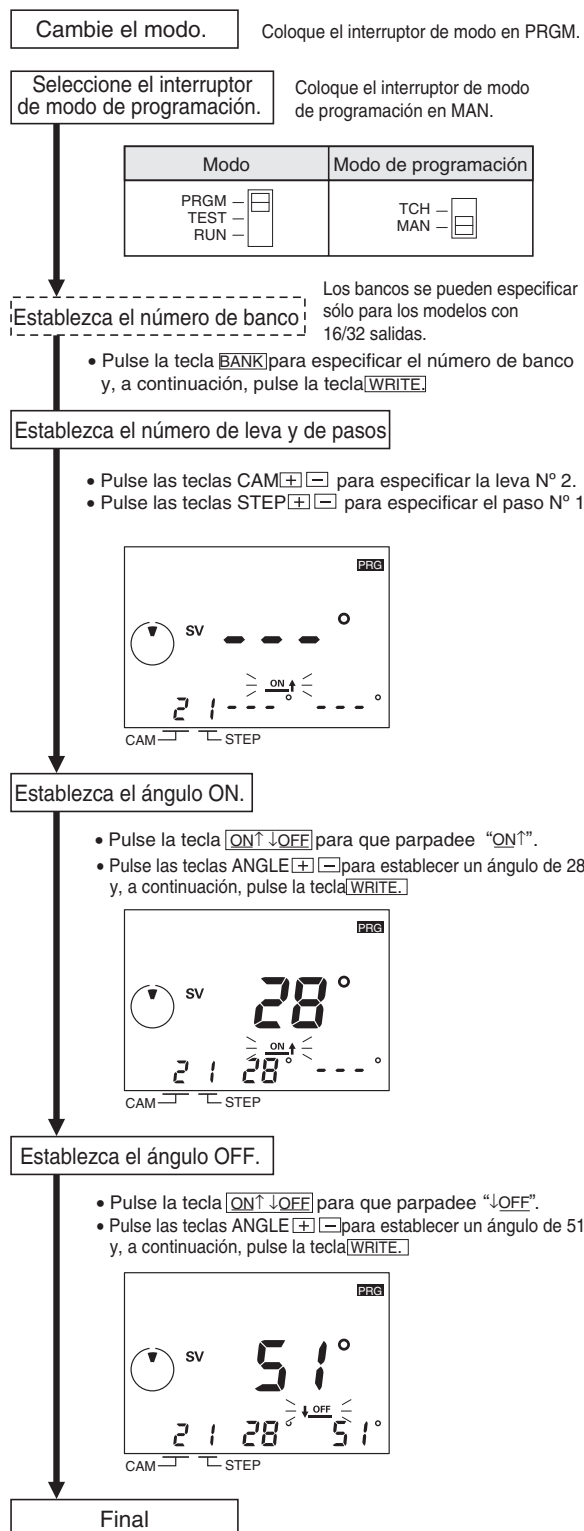 Cambie el modo.
Coloque el interruptor de modo en PRGM.
Seleccione el interruptor
de modo de programación.
Coloque el interruptor de modo
de programación en MAN.
Modo
Modo de programación
PRGM
TEST
RUN
TCH
MAN
Establezca el número de banco
Los bancos se pueden especificar
sólo para los modelos con
16/32 salidas.
• Pulse la tecla BANK para especificar el número de banco
y, a continuación, pulse la tecla WRITE.
Establezca el número de leva y de pasos
• Pulse las teclas CAM + − para especificar la leva Nº 2.
• Pulse las teclas STEP + − para especificar el paso Nº 1
PRG
SV - - - °
ON↑
2 1 - - - ° - - - °
CAM STEP
Establezca el ángulo ON.
• Pulse la tecla ON↑ ↓OFF para que parpadee “ON↑”.
• Pulse las teclas ANGLE + − para establecer un ángulo de 28
y, a continuación, pulse la tecla WRITE.
PRG
SV 28°
ON↑
2 1 28° - - - °
CAM STEP
Establezca el ángulo OFF.
• Pulse la tecla ON↑ ↓OFF para que parpadee “↓OFF”.
• Pulse las teclas ANGLE + − para establecer un ángulo de 51
y, a continuación, pulse la tecla WRITE.
PRG
SV 51°
↓OFF
2 1 28° 51°
CAM STEP
Final